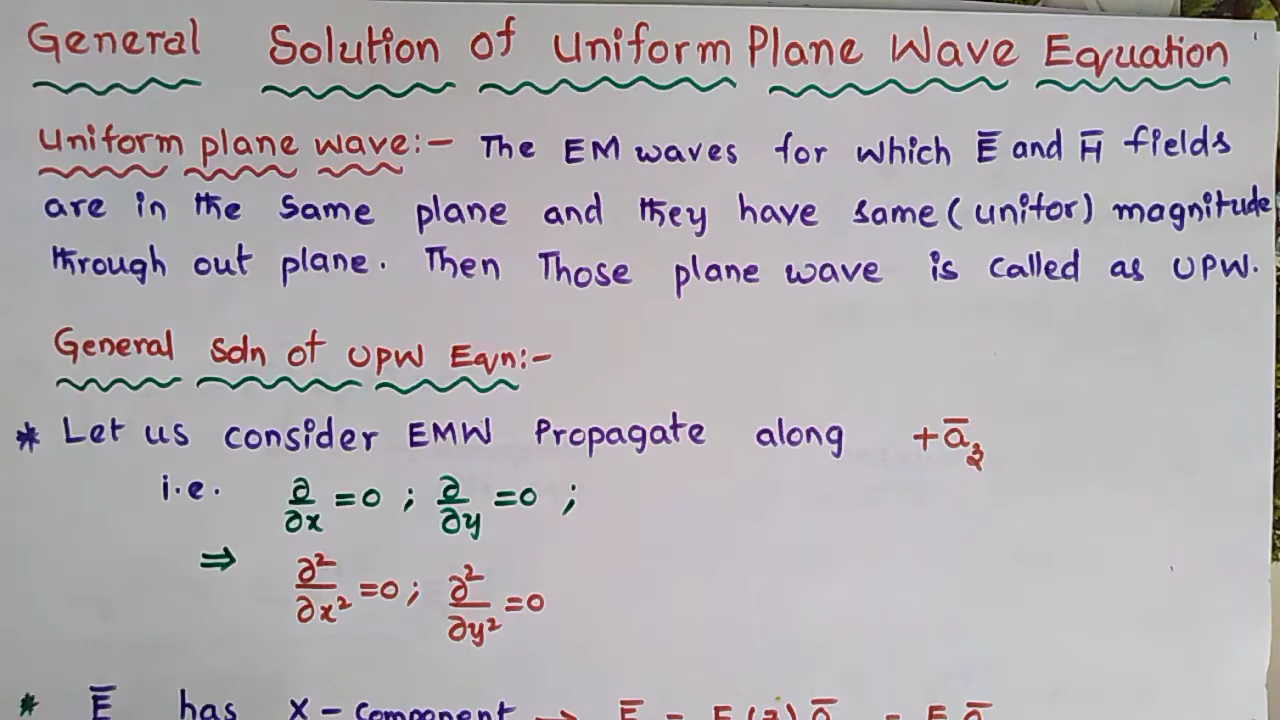 General Solution of Uniform Plane Wave Equation
Uniform plane wave:- The EM waves for which E̅ and H̅ fields
are in the same plane and they have same (unifor) magnitude
through out plane. Then Those plane wave is called as UPW.
General Soln of UPW Eqn:-
* Let us consider EMW Propagate along +a̅z
i.e. ∂/∂x =0 ; ∂/∂y =0 ;
⇒ ∂²/∂x² =0 ; ∂²/∂y² =0
* E̅ has x-component → E̅ = E(z) a̅ = E a̅